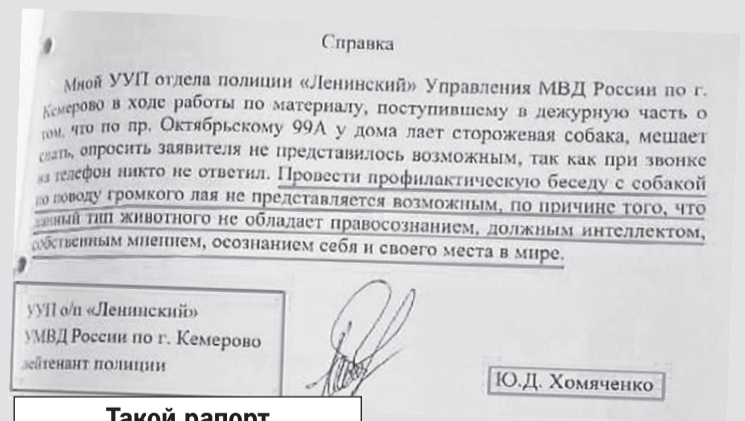 Справка
Мной УУП отдела полиции «Ленинский» Управления МВД России по г.
Кемерово в ходе работы по материалу, поступившему в дежурную часть о
том, что по пр. Октябрьскому 99А у дома лает сторожевая собака, мешает
спать, опросить заявителя не представилось возможным, так как при звонке
на телефон никто не ответил. Провести профилактическую беседу с собакой
по поводу громкого лая не представляется возможным, по причине того, что
данный тип животного не обладает правосознанием, должным интеллектом,
собственным мнением, осознанием себя и своего места в мире.
УУП о/п «Ленинский»
УМВД России по г. Кемерово
лейтенант полиции
Ю.Д. Хомяченко
Такой рапорт